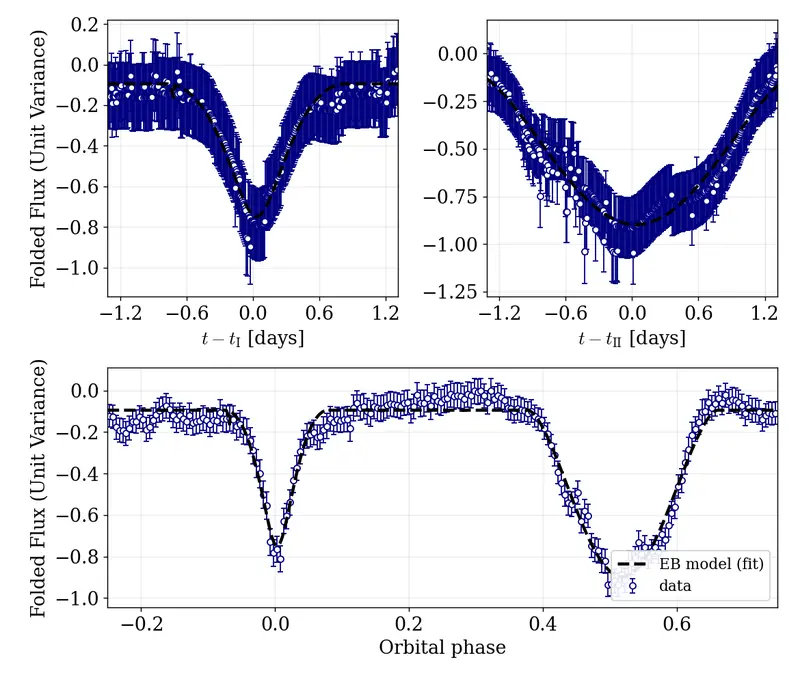 Folded Flux (Unit Variance)
0.2
0.0
−0.2
−0.4
−0.6
−0.8
−1.0
−1.2 −0.6 0.0 0.6 1.2
t − tI [days]
0.00
−0.25
−0.50
−0.75
−1.00
−1.25
−1.2 −0.6 0.0 0.6 1.2
t − tII [days]
Folded Flux (Unit Variance)
0.0
−0.2
−0.4
−0.6
−0.8
−1.0
EB model (fit)
data
−0.2 0.0 0.2 0.4 0.6
Orbital phase